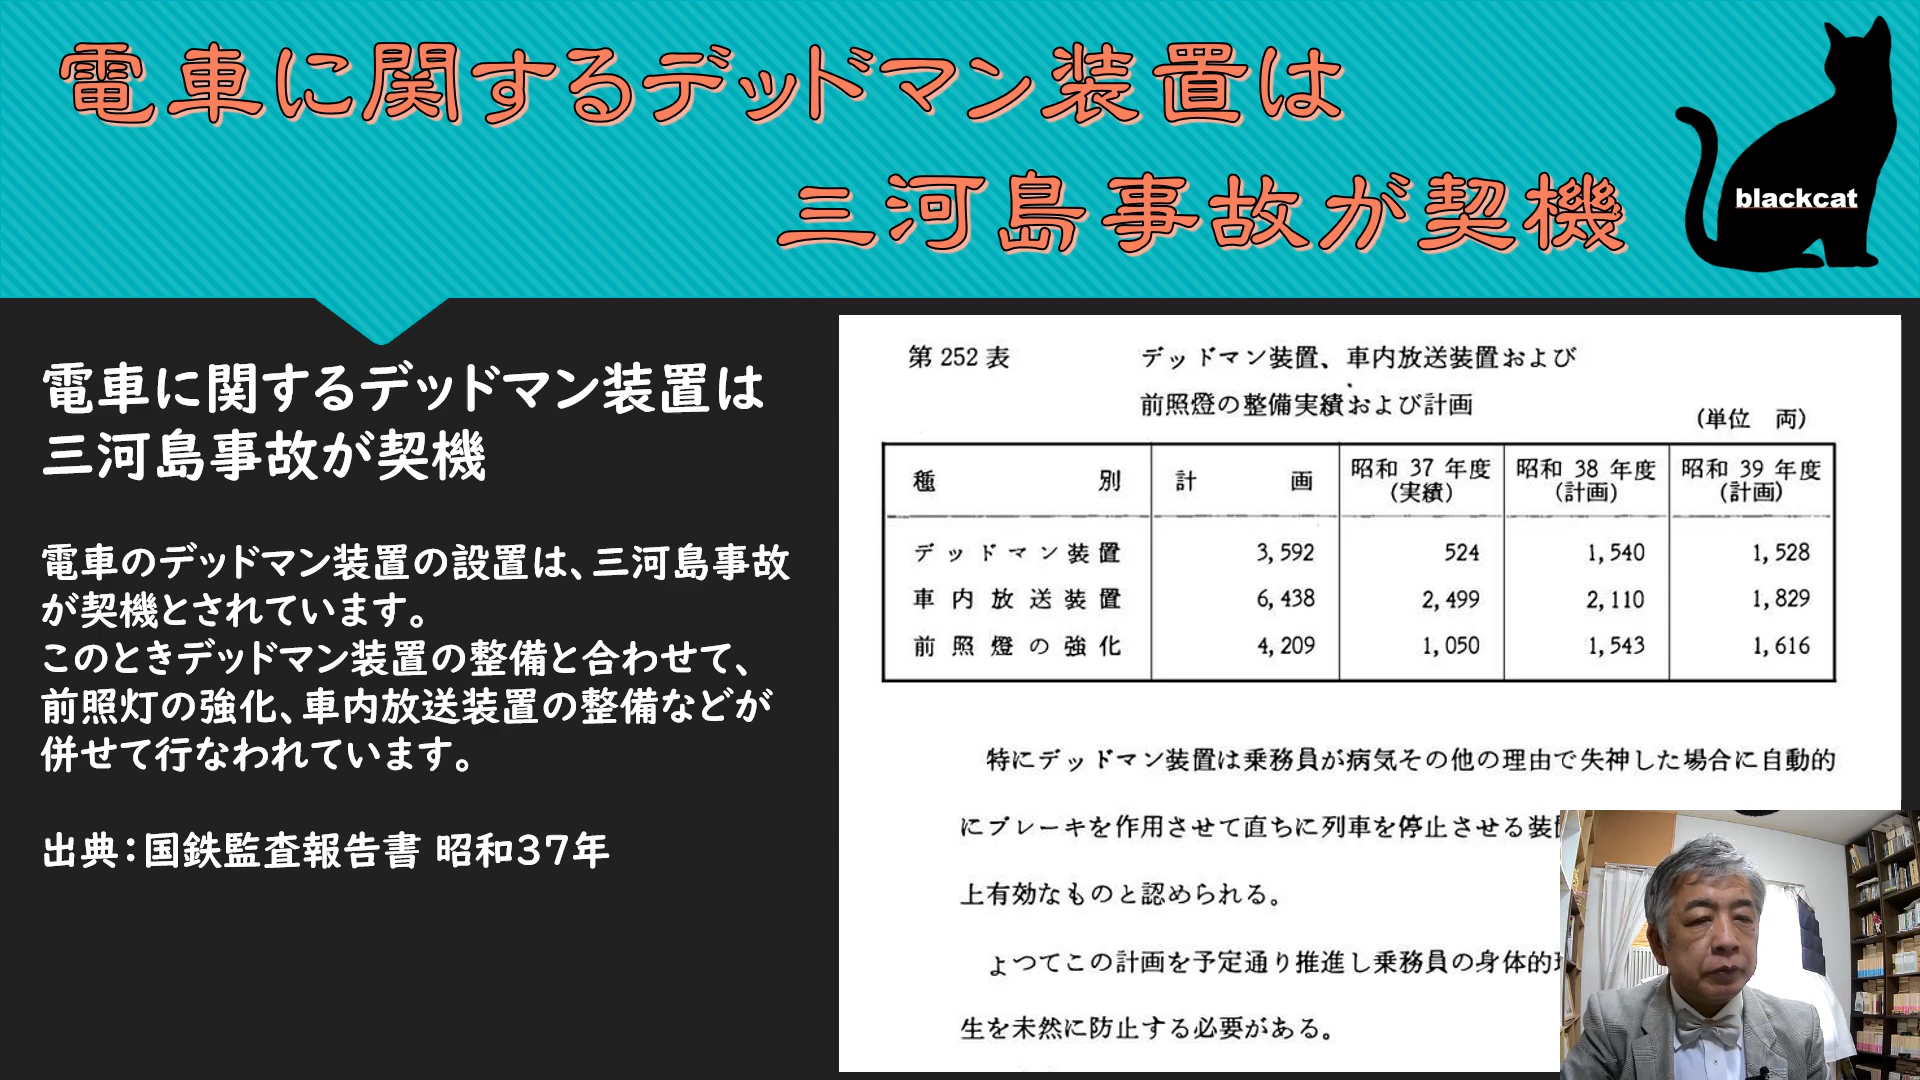 電車に関するデッドマン装置は
三河島事故が契機
blackcat
電車に関するデッドマン装置は
三河島事故が契機
電車のデッドマン装置の設置は、三河島事故
が契機とされています。
このときデッドマン装置の整備と合わせて、
前照灯の強化、車内放送装置の整備などが
併せて行なわれています。
出典：国鉄監査報告書 昭和37年
第 252 表 デッドマン装置、車内放送装置および
前照燈の整備実績および計画
(単位 両)
種別 計画 昭和 37 年度 昭和 38 年度 昭和 39 年度
(実績) (計画) (計画)
デッドマン装置 3,592 524 1,540 1,528
車内放送装置 6,438 2,499 2,110 1,829
前照燈の強化 4,209 1,050 1,543 1,616
特にデッドマン装置は乗務員が病気その他の理由で失神した場合に自動的
にブレーキを作用させて直ちに列車を停止させる装
上有効なものと認められる。
よつてこの計画を予定通り推進し乗務員の身体的
生を未然に防止する必要がある。